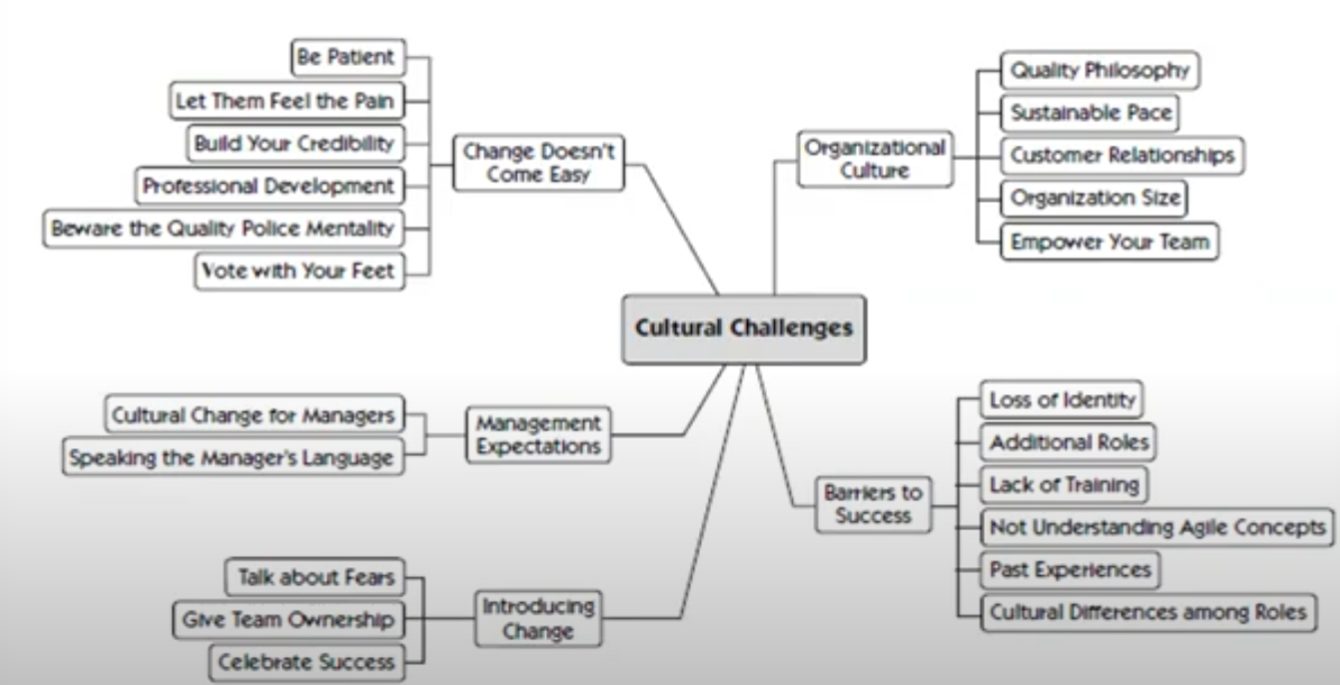 Be Patient
Let Them Feel the Pain
Build Your Credibility
Professional Development
Beware the Quality Police Mentality
Vote with Your Feet
Change Doesn't
Come Easy
Organizational
Culture
Quality Philosophy
Sustainable Pace
Customer Relationships
Organization Size
Empower Your Team
Cultural Challenges
Cultural Change for Managers
Speaking the Manager's Language
Management
Expectations
Talk about Fears
Give Team Ownership
Celebrate Success
Introducing
Change
Barriers to
Success
Loss of Identity
Additional Roles
Lack of Training
Not Understanding Agile Concepts
Past Experiences
Cultural Differences among Roles